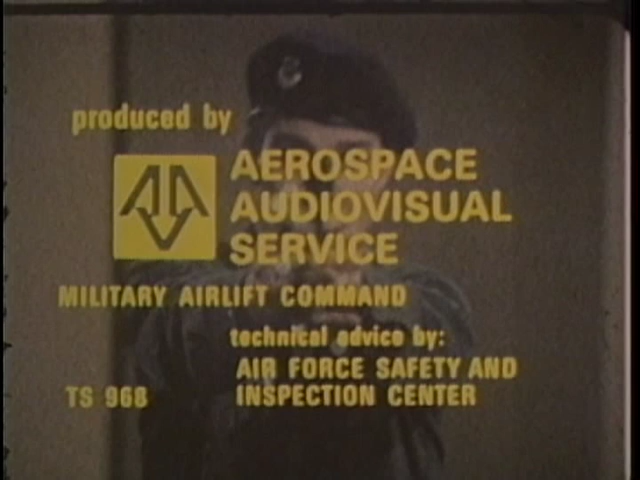 produced by
AEROSPACE
AUDIOVISUAL
SERVICE
MILITARY AIRLIFT COMMAND
technical advice by:
AIR FORCE SAFETY AND
INSPECTION CENTER
TS 968